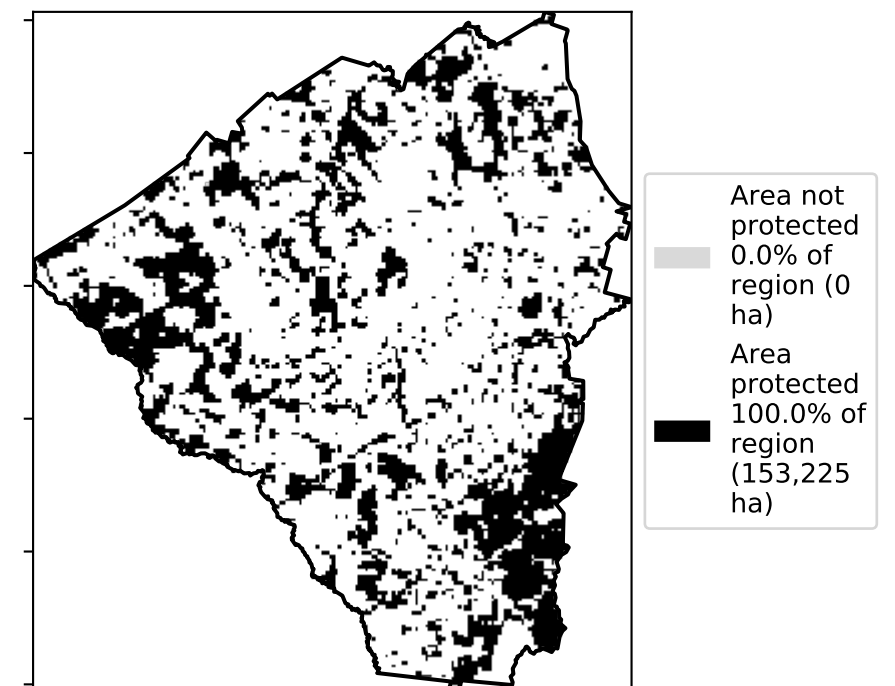 Area not
protected
0.0% of
region (0
ha)
Area
protected
100.0% of
region
(153,225
ha)